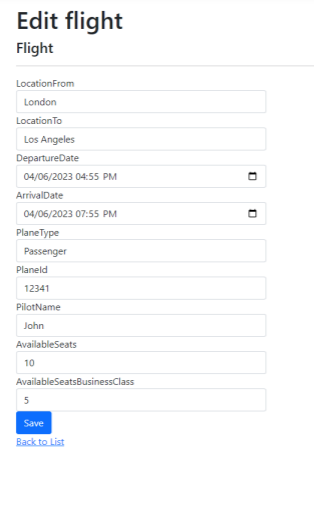 Edit flight
Flight
LocationFrom
London
LocationTo
Los Angeles
DepartureDate
04/06/2023 04:55 PM
ArrivalDate
04/06/2023 07:55 PM
PlaneType
Passenger
PlaneId
12341
PilotName
John
AvailableSeats
10
AvailableSeatsBusinessClass
5
Save
Back to List